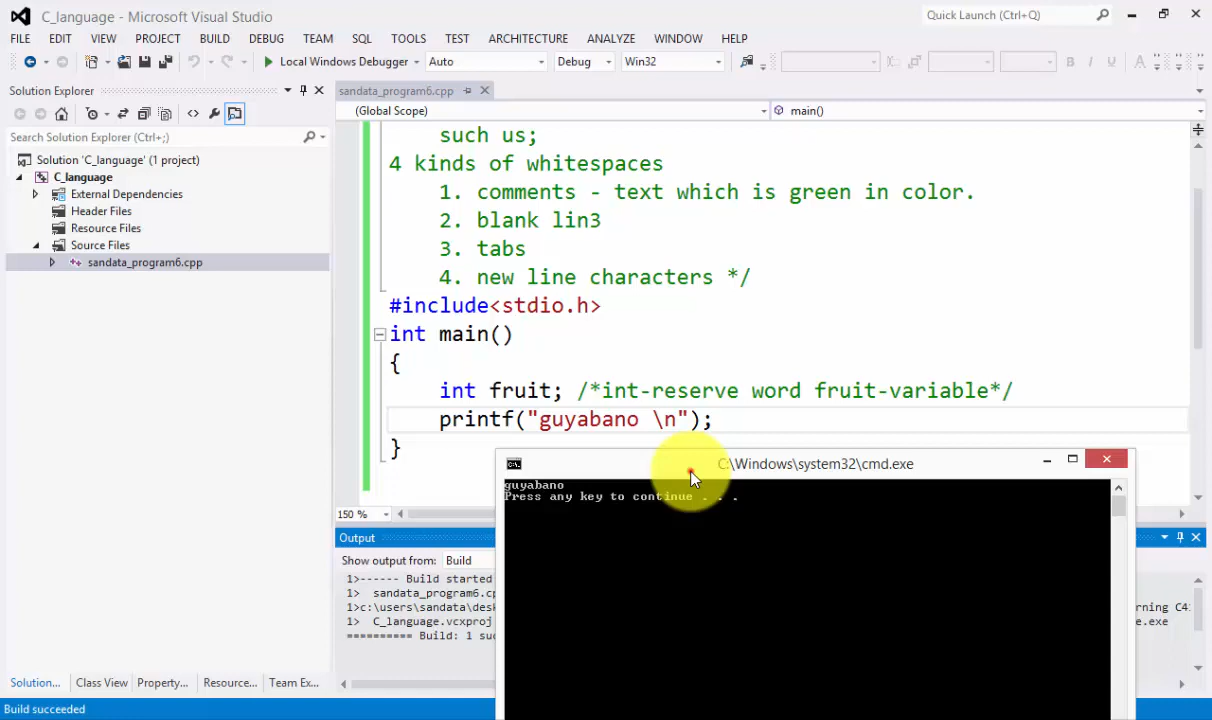 C_language - Microsoft Visual Studio
Quick Launch (Ctrl+;)
FILE EDIT VIEW PROJECT BUILD DEBUG TEAM SQL TOOLS TEST ARCHITECTURE ANALYZE WINDOW HELP
Local Windows Debugger Auto Debug Win32
Solution Explorer
Search Solution Explorer (Ctrl+;)
Solution 'C_language' (1 project)
C_language
External Dependencies
Header Files
Resource Files
Source Files
sandata_program6.cpp
sandata_program6.cpp
(Global Scope) main()
such us;
4 kinds of whitespaces
1. comments - text which is green in color.
2. blank lin3
3. tabs
4. new line characters */
#include<stdio.h>
int main()
{
int fruit; /*int-reserve word fruit-variable*/
printf("guyabano \n");
}
150 %
C:\Windows\system32\cmd.exe
guyabano
Press any key to continue . . .
Output
Show output from: Build
1>------ Build started
1> sandata_program6.cp
1>c:\users\sandata\desk
rning C4
1> C_language.vcxproj
e.exe
========== Build: 1 suc
Solution... Class View Property... Resource... Team Ex...
Build succeeded